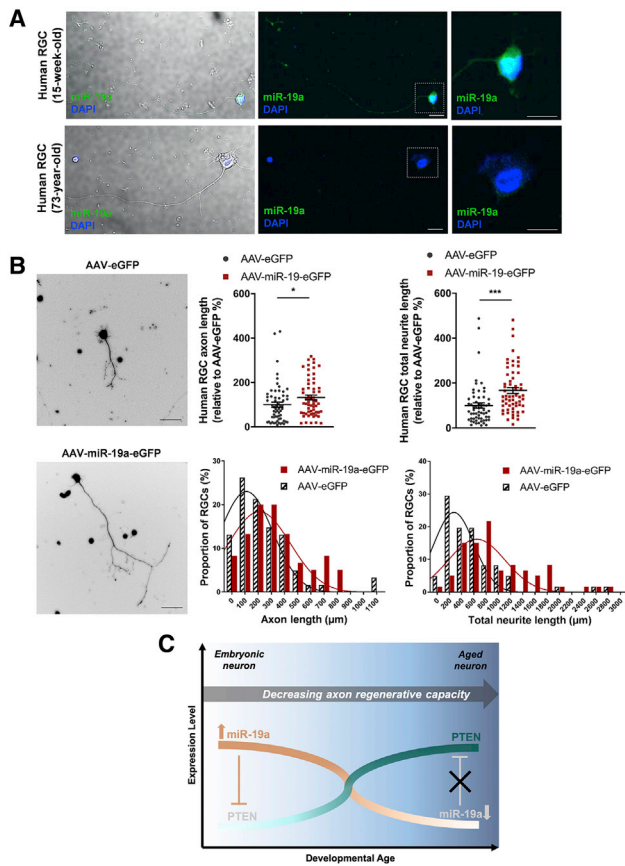 A
Human RGC
(15-week-old)
miR-19a
DAPI
miR-19a
DAPI
miR-19a
DAPI
Human RGC
(73-year-old)
miR-19a
DAPI
miR-19a
DAPI
miR-19a
DAPI
B
AAV-eGFP
AAV-miR-19a-eGFP
AAV-eGFP
AAV-miR-19-eGFP
Human RGC axon length
(relative to AAV-eGFP %)
600
400
200
0
*
AAV-eGFP
AAV-miR-19-eGFP
Human RGC total neurite length
(relative to AAV-eGFP %)
600
400
200
0
***
AAV-miR-19a-eGFP
AAV-eGFP
Proportion of RGCs (%)
30
20
10
0
0 100 200 300 400 500 600 700 800 900 1000 1100
Axon length (µm)
AAV-miR-19a-eGFP
AAV-eGFP
Proportion of RGCs (%)
40
30
20
10
0
200 400 600 800 1000 1200 1400 1600 1800 2000 2200 2400 2600 2800 3000
Total neurite length (µm)
C
Embryonic
neuron
Aged
neuron
Decreasing axon regenerative capacity
Expression Level
miR-19a
PTEN
PTEN
miR-19a
Developmental Age